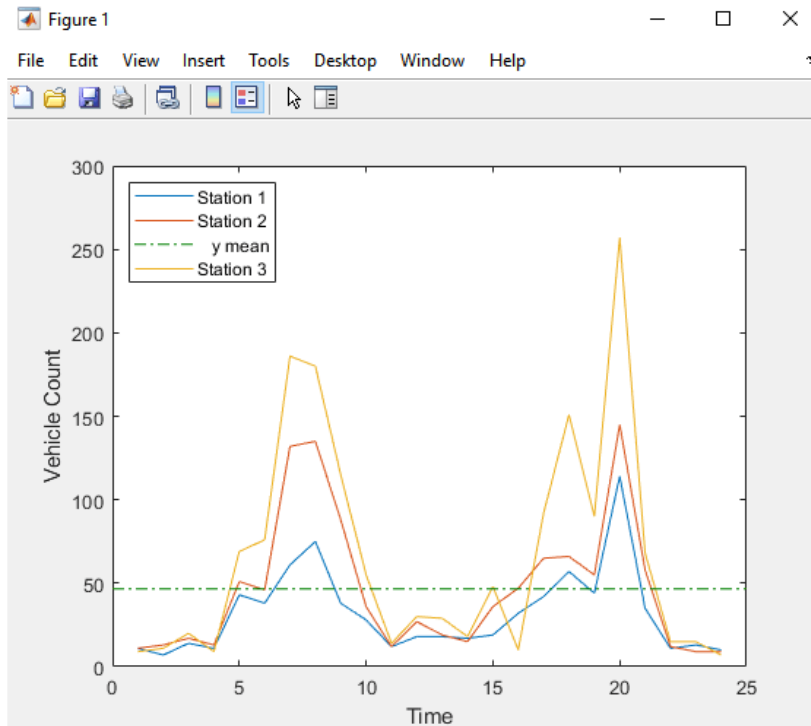 Figure 1
File Edit View Insert Tools Desktop Window Help
300
250
200
150
100
50
0
Vehicle Count
Station 1
Station 2
y mean
Station 3
0 5 10 15 20 25
Time